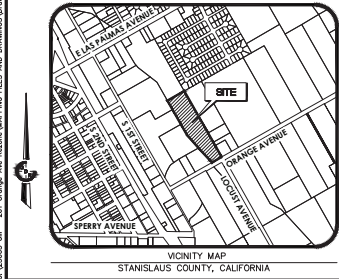 E LAS PALMAS AVENUE
SITE
S 1ST STREET
S 2ND STREET
ORANGE AVENUE
LOCUST AVENUE
SPERRY AVENUE
VICINITY MAP
STANISLAUS COUNTY, CALIFORNIA